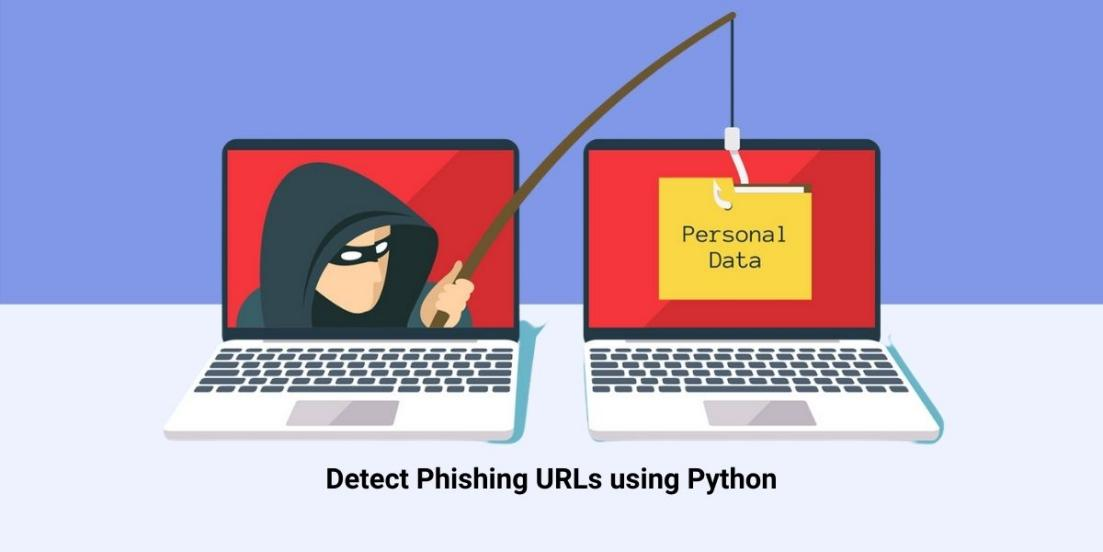 Personal
Data
Detect Phishing URLs using Python